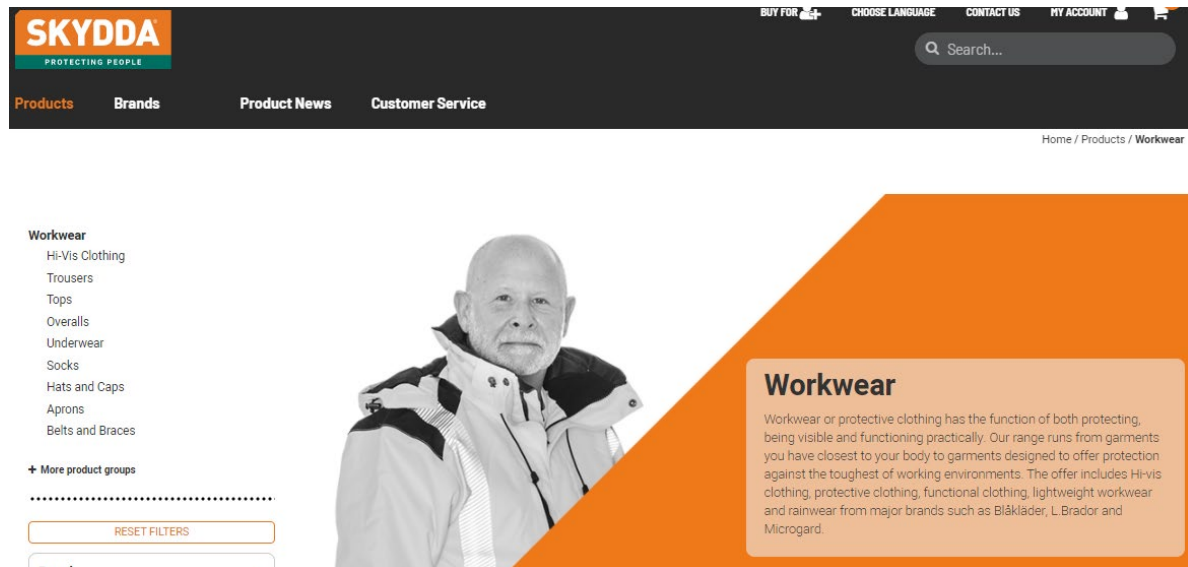 SKYDDA
PROTECTING PEOPLE
BUY FOR
CHOOSE LANGUAGE
CONTACT US
MY ACCOUNT
Search...
Products
Brands
Product News
Customer Service
Home / Products / Workwear
Workwear
Hi-Vis Clothing
Trousers
Tops
Overalls
Underwear
Socks
Hats and Caps
Aprons
Belts and Braces
+ More product groups
RESET FILTERS
Workwear
Workwear or protective clothing has the function of both protecting,
being visible and functioning practically. Our range runs from garments
you have closest to your body to garments designed to offer protection
against the toughest of working environments. The offer includes Hi-vis
clothing, protective clothing, functional clothing, lightweight workwear
and rainwear from major brands such as Blåkläder, L.Brador and
Microgard.